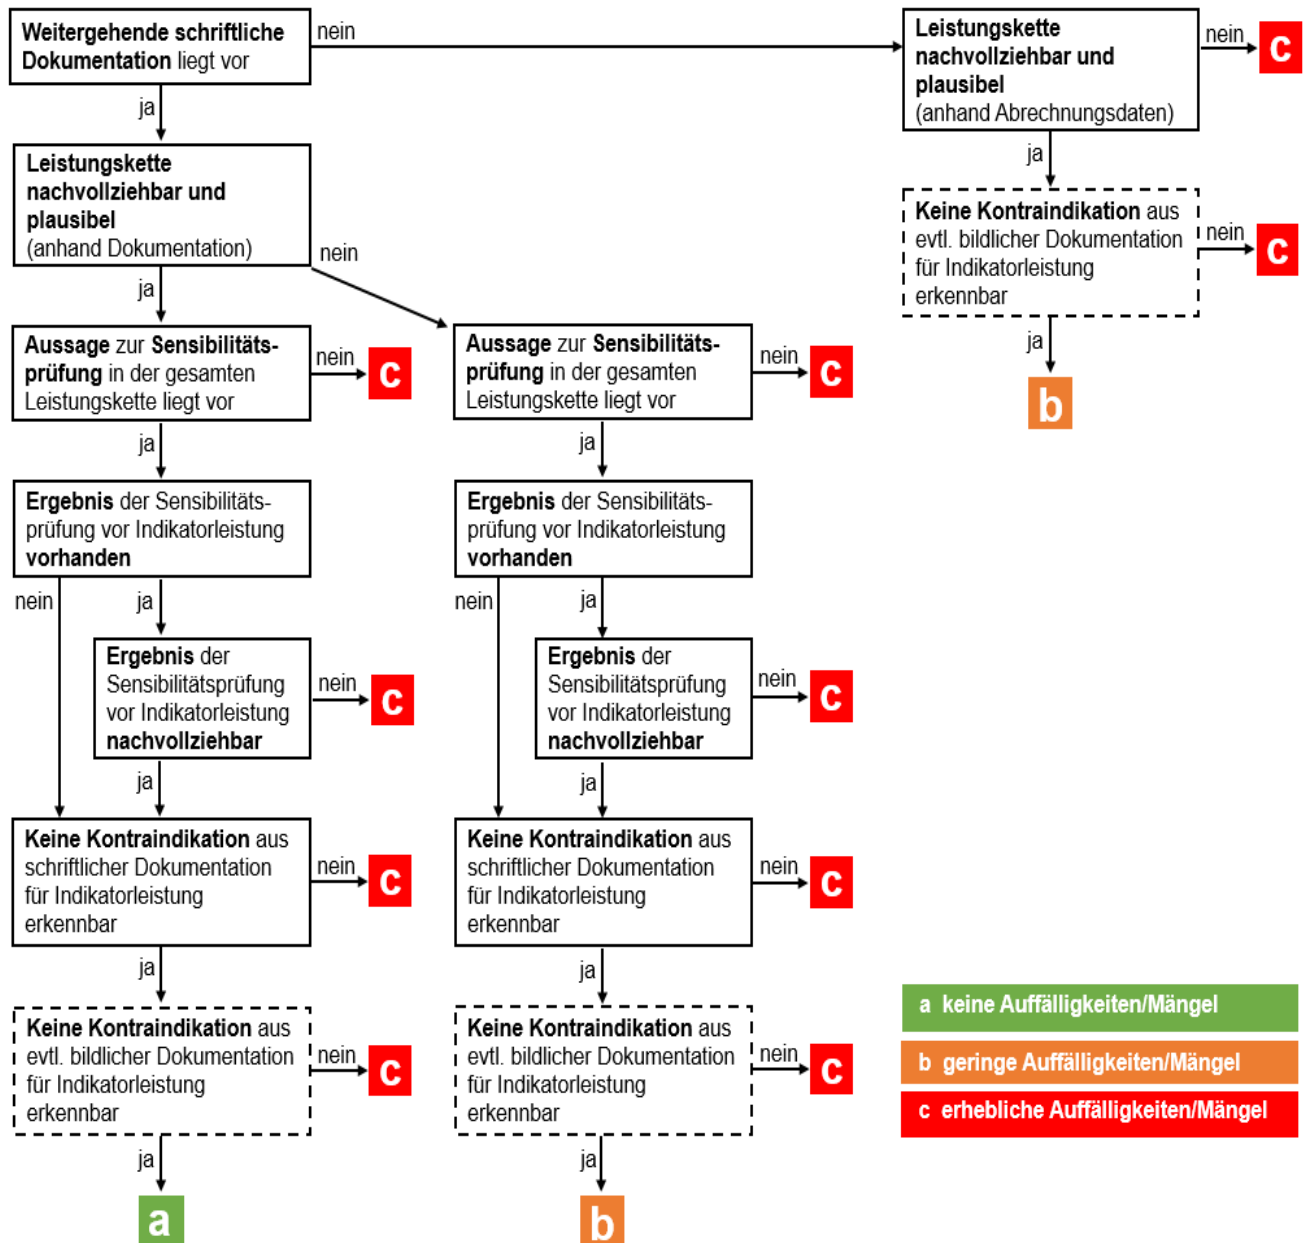 Weitergehende schriftliche
Dokumentation liegt vor
nein
Leistungskette
nachvollziehbar und
plausibel
(anhand Abrechnungsdaten)
nein
c
ja
ja
Leistungskette
nachvollziehbar und
plausibel
(anhand Dokumentation)
nein
Keine Kontraindikation aus
evtl. bildlicher Dokumentation
für Indikatorleistung
erkennbar
nein
c
ja
ja
b
Aussage zur Sensibilitäts-
prüfung in der gesamten
Leistungskette liegt vor
nein
c
Aussage zur Sensibilitäts-
prüfung in der gesamten
Leistungskette liegt vor
nein
c
ja
ja
Ergebnis der Sensibilitäts-
prüfung vor Indikatorleistung
vorhanden
Ergebnis der Sensibilitäts-
prüfung vor Indikatorleistung
vorhanden
nein
ja
nein
ja
Ergebnis der
Sensibilitätsprüfung
vor Indikatorleistung
nachvollziehbar
nein
c
Ergebnis der
Sensibilitätsprüfung
vor Indikatorleistung
nachvollziehbar
nein
c
ja
ja
Keine Kontraindikation aus
schriftlicher Dokumentation
für Indikatorleistung
erkennbar
nein
c
Keine Kontraindikation aus
schriftlicher Dokumentation
für Indikatorleistung
erkennbar
nein
c
ja
ja
Keine Kontraindikation aus
evtl. bildlicher Dokumentation
für Indikatorleistung
erkennbar
nein
c
Keine Kontraindikation aus
evtl. bildlicher Dokumentation
für Indikatorleistung
erkennbar
nein
c
ja
a
ja
b
a keine Auffälligkeiten/Mängel
b geringe Auffälligkeiten/Mängel
c erhebliche Auffälligkeiten/Mängel